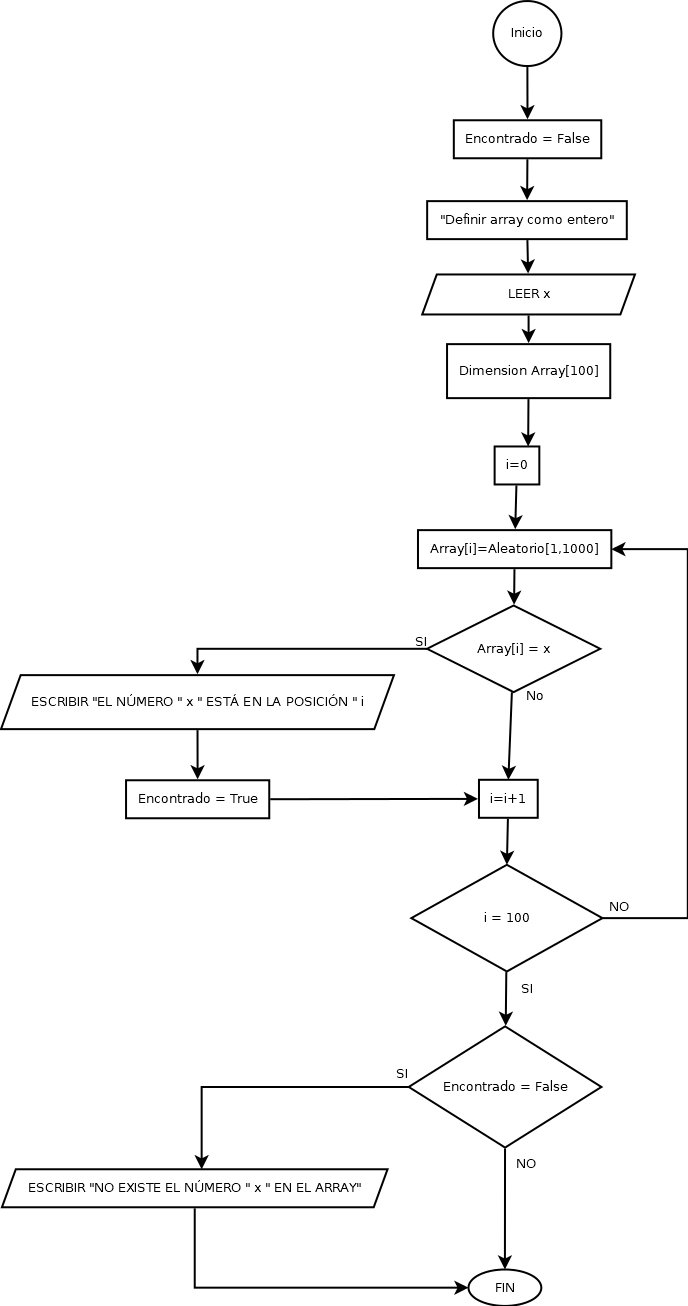 Inicio
Encontrado = False
"Definir array como entero"
LEER x
Dimension Array[100]
i=0
Array[i]=Aleatorio[1,1000]
Array[i] = x
SI
No
ESCRIBIR "EL NÚMERO " x " ESTÁ EN LA POSICIÓN " i
Encontrado = True
i=i+1
i = 100
NO
SI
Encontrado = False
SI
NO
ESCRIBIR "NO EXISTE EL NÚMERO " x " EN EL ARRAY"
FIN